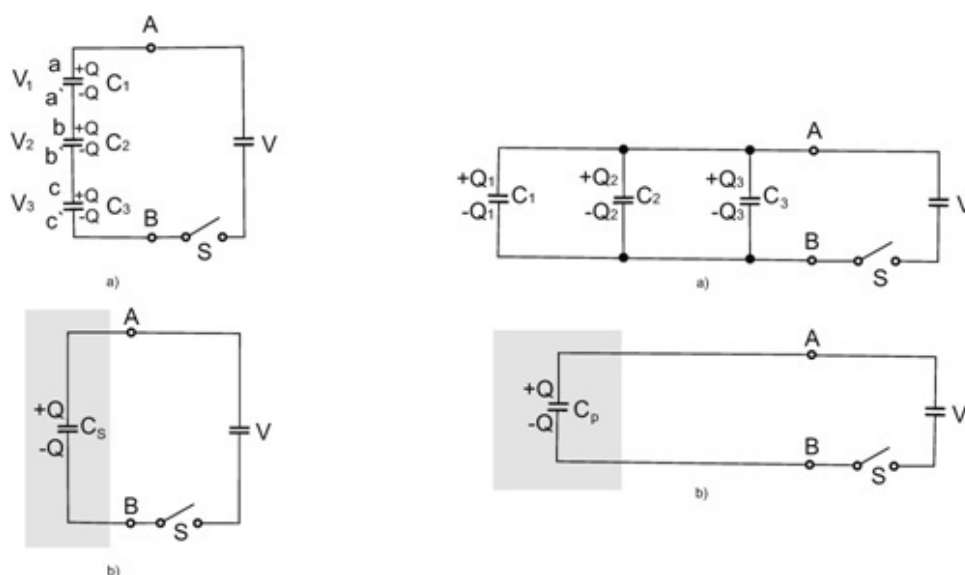 A
a +Q
V1 C1
a` -Q
b +Q
V2 C2
b` -Q
V
c +Q
V3 C3
c` -Q
B
S
a)
A
+Q
CS
-Q
V
B
S
b)
A
+Q1 C1
-Q1
+Q2 C2
-Q2
+Q3 C3
-Q3
V
B
S
a)
A
+Q
Cp
-Q
V
B
S
b)